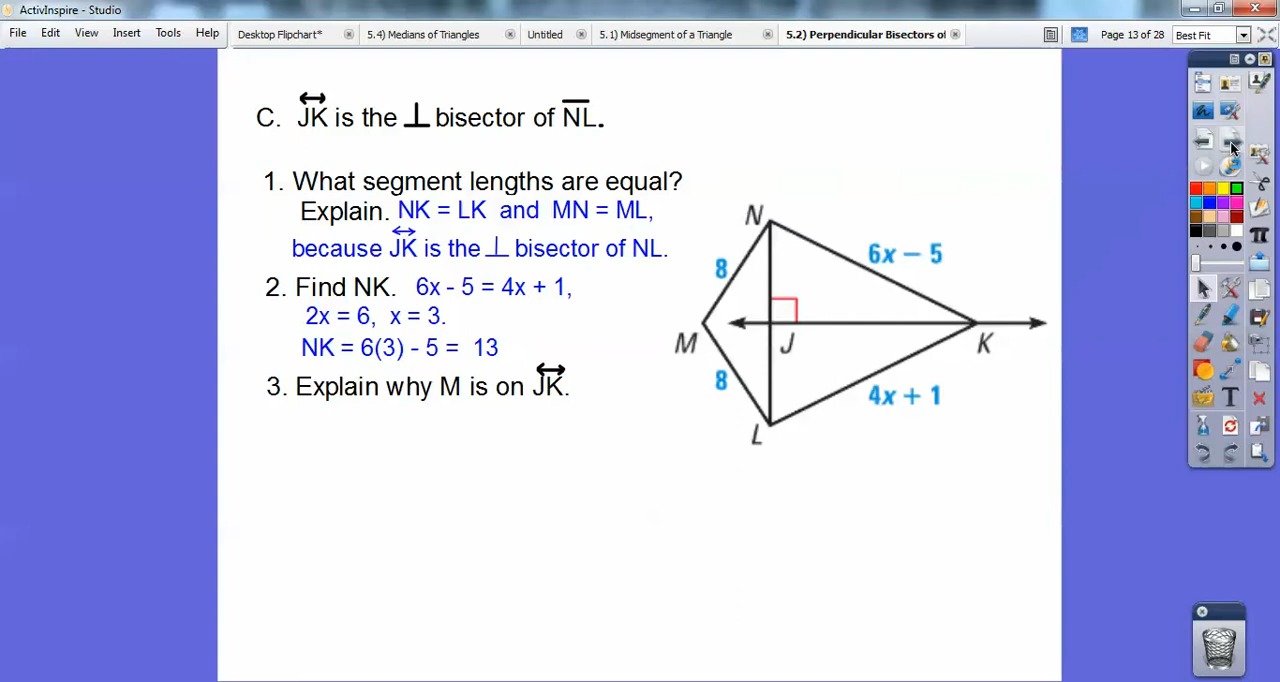 ActivInspire - Studio
File Edit View Insert Tools Help
Desktop Flipchart* 5.4) Medians of Triangles Untitled 5.1) Midsegment of a Triangle 5.2) Perpendicular Bisectors of Page 13 of 28 Best Fit
C. JK is the ⊥ bisector of NL.
1. What segment lengths are equal?
Explain. NK = LK and MN = ML,
because JK is the ⊥ bisector of NL.
2. Find NK. 6x - 5 = 4x + 1,
2x = 6, x = 3.
NK = 6(3) - 5 = 13
3. Explain why M is on JK.
N
8
6x – 5
M
J
K
8
4x + 1
L